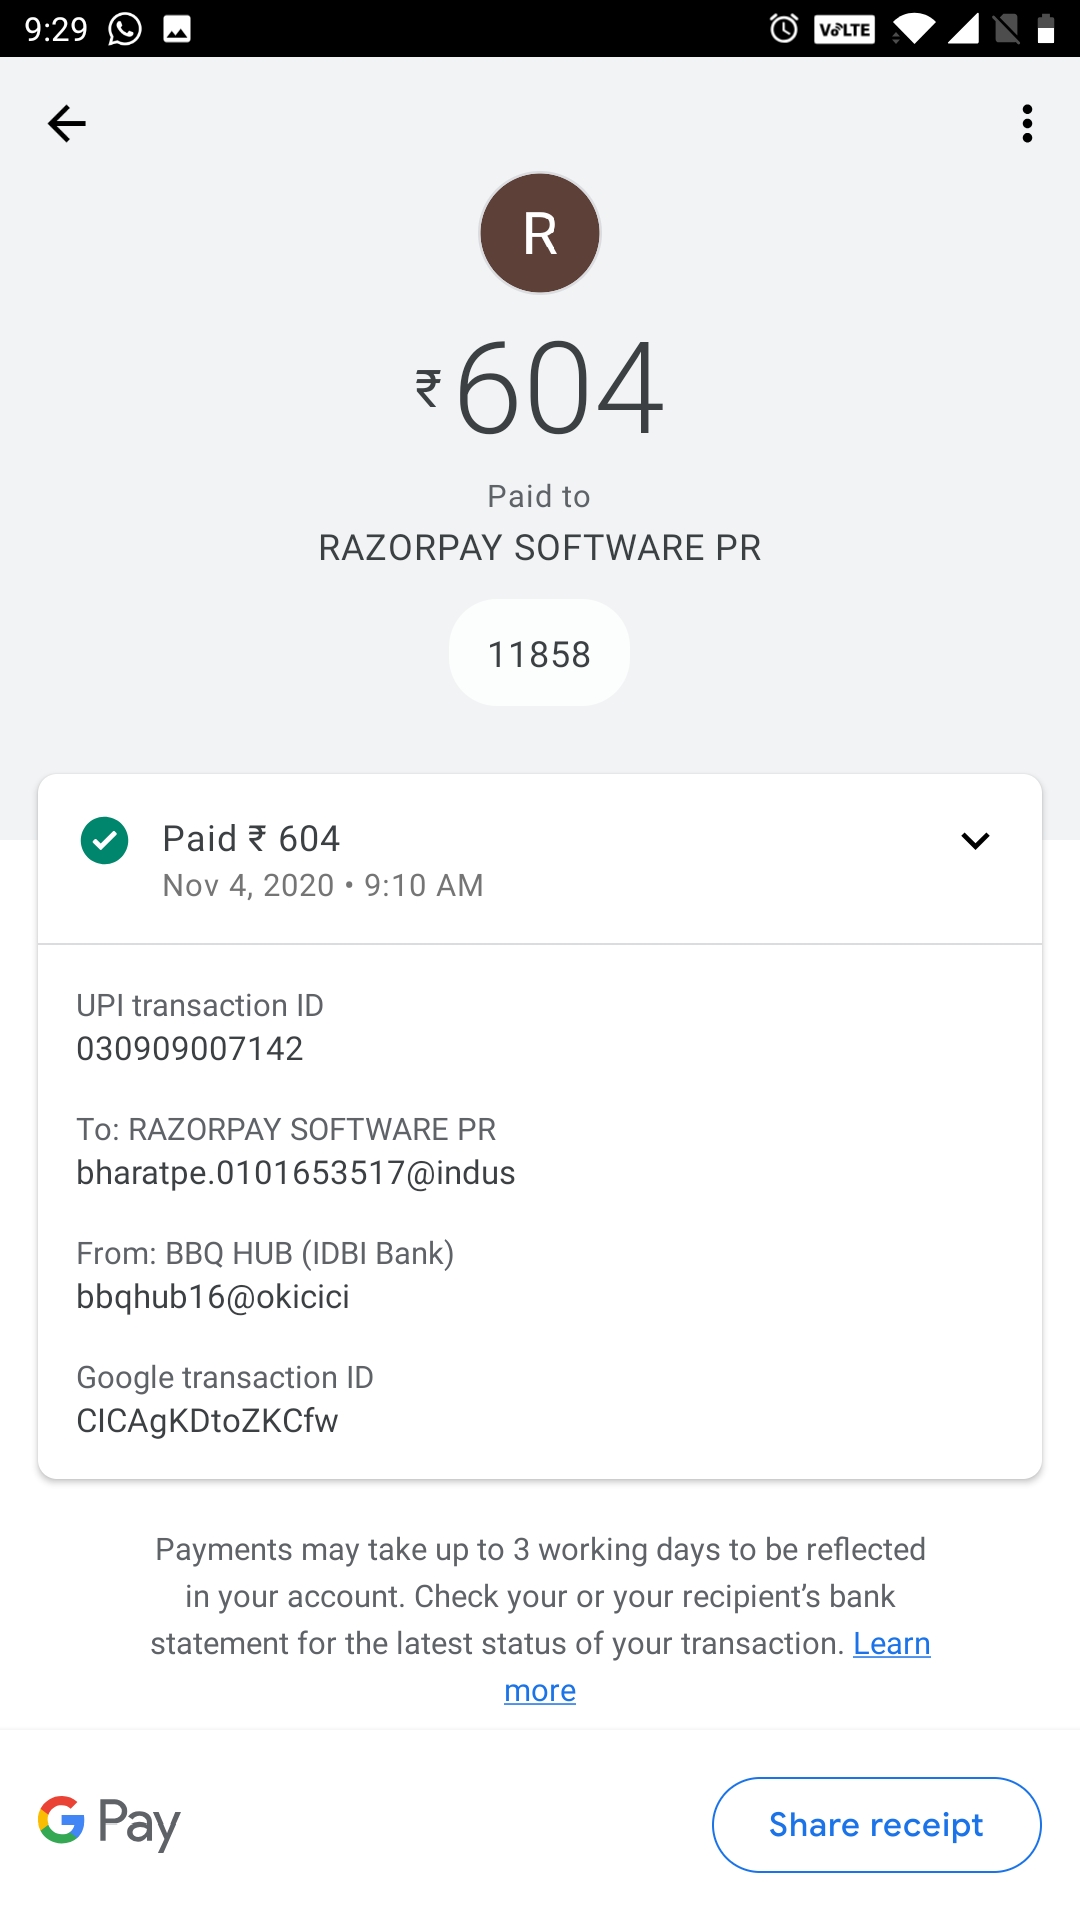 9:29 VoLTE
R
₹604
Paid to
RAZORPAY SOFTWARE PR
11858
Paid ₹ 604
Nov 4, 2020 • 9:10 AM
UPI transaction ID
030909007142
To: RAZORPAY SOFTWARE PR
bharatpe.0101653517@indus
From: BBQ HUB (IDBI Bank)
bbqhub16@okicici
Google transaction ID
CICAgKDtoZKCfw
Payments may take up to 3 working days to be reflected
in your account. Check your or your recipient’s bank
statement for the latest status of your transaction. Learn
more
G Pay
Share receipt